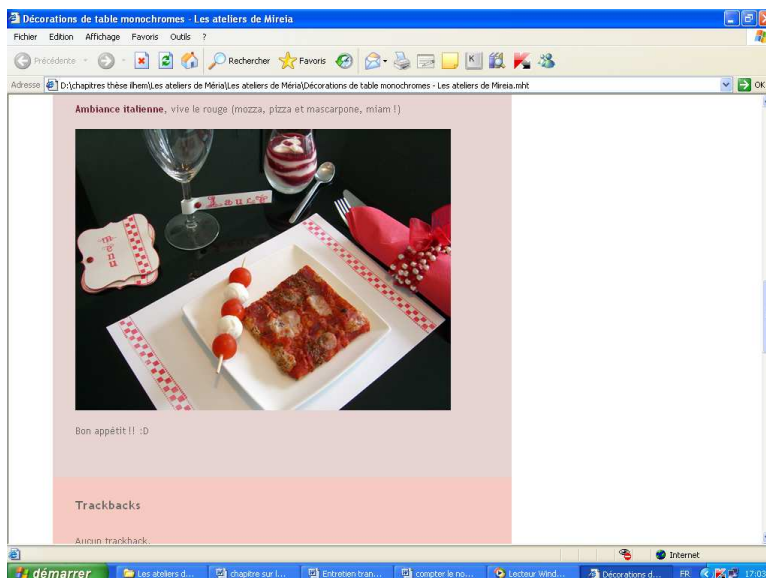 Décorations de table monochromes - Les ateliers de Mireia
Fichier Edition Affichage Favoris Outils ?
Précédente Rechercher Favoris
Adresse D:\chapitres thèse ilhem\Les ateliers de Méria\Les ateliers de Méria\Décorations de table monochromes - Les ateliers de Mireia.mht OK
Ambiance italienne, vive le rouge (mozza, pizza et mascarpone, miam !)
Laure
menu
Bon appétit !! :D
Trackbacks
Aucun trackback.
Internet
démarrer Les ateliers d... chapitre sur l... Entretien tran... compter le no... Lecteur Wind... Décorations d... FR 17:03